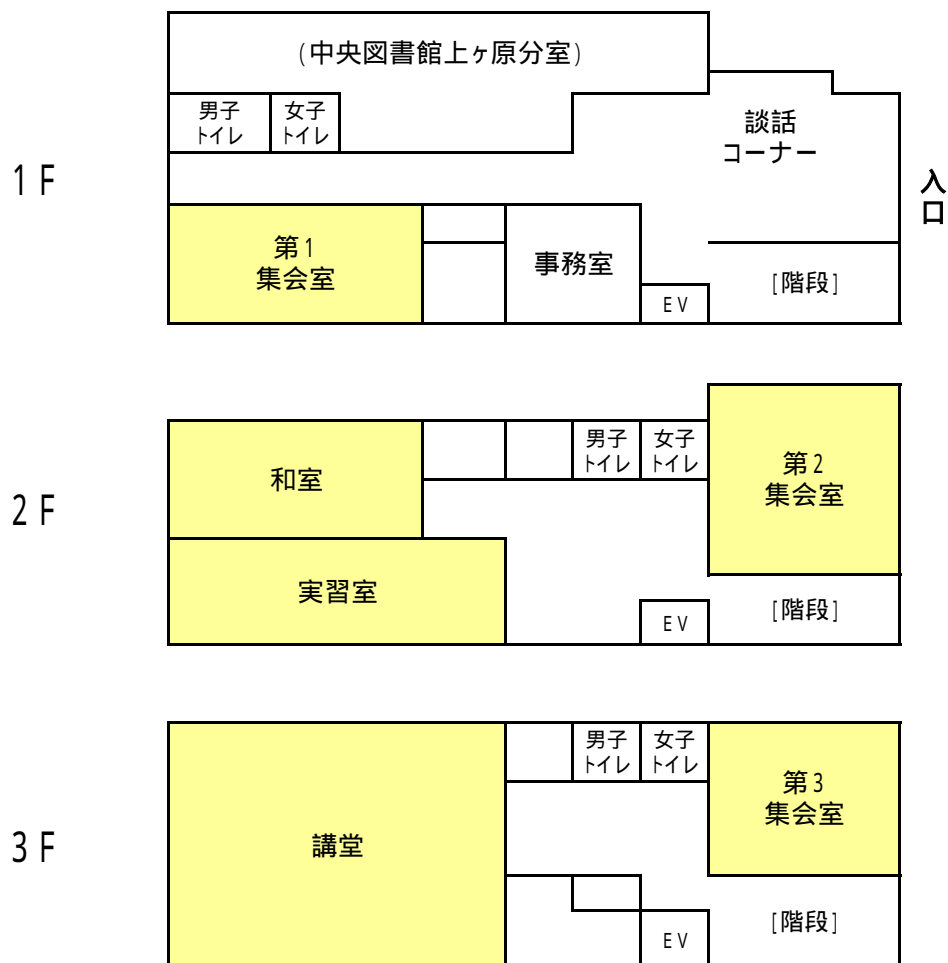 (中央図書館上ヶ原分室)
男子
トイレ
女子
トイレ
談話
コーナー
1F
入口
第1
集会室
事務室
EV
[階段]
和室
男子
トイレ
女子
トイレ
第2
集会室
2F
実習室
EV
[階段]
男子
トイレ
女子
トイレ
第3
集会室
3F
講堂
EV
[階段]